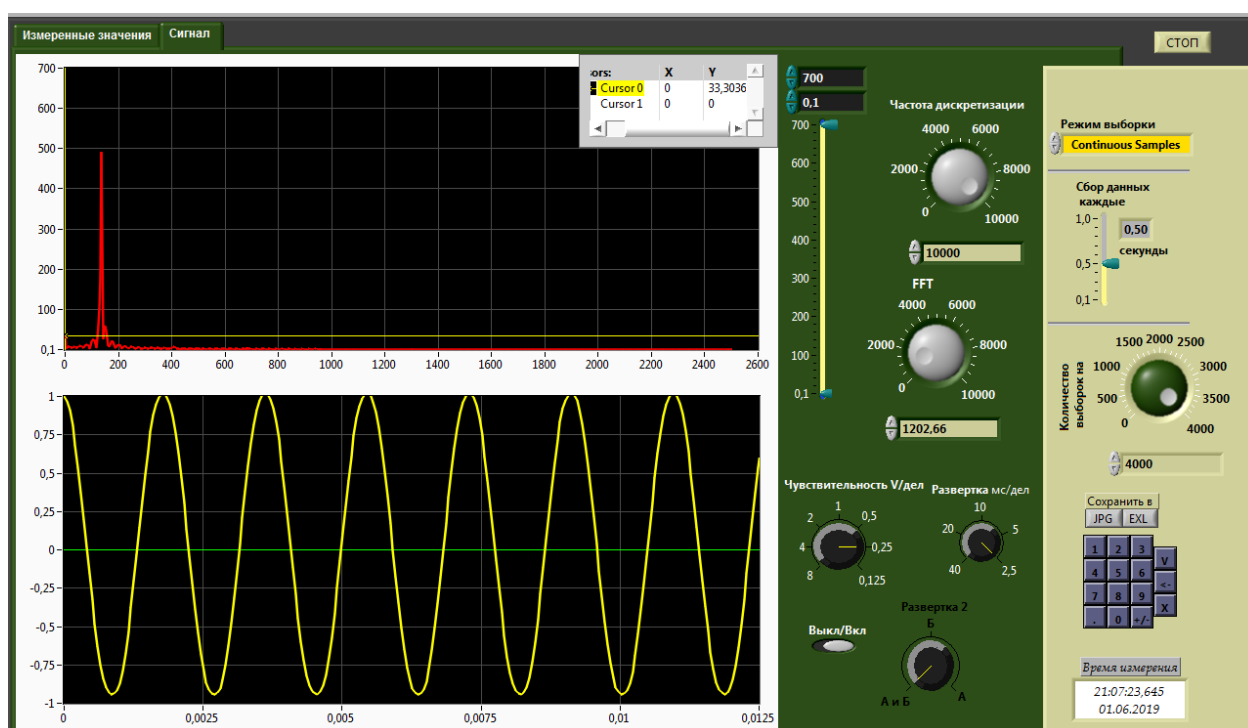 Измеренные значения
Сигнал
СТОП
700
600
500
400
300
200
100
0,1
0 200 400 600 800 1000 1200 1400 1600 1800 2000 2200 2400 2600
ors: X Y
Cursor 0 0 33,3036
Cursor 1 0 0
1
0,75
0,5
0,25
0
-0,25
-0,5
-0,75
-1
0 0,0025 0,005 0,0075 0,01 0,0125
700
0,1
700
600
500
400
300
200
100
0,1
Частота дискретизации
4000 6000
2000 8000
0 10000
10000
FFT
4000 6000
2000 8000
0 10000
1202,66
Чувствительность V/дел
1
2 0,5
4 0,25
8 0,125
Развертка мс/дел
10
20 5
40 2,5
Выкл/Вкл
Развертка 2
Б
А и Б А
Режим выборки
Continuous Samples
Сбор данных
каждые
1,0
0,50
секунды
0,5
0,1
Количество
выборок на
1500 2000 2500
1000 3000
500 3500
0 4000
4000
Сохранить в
JPG EXL
1 2 3
V
4 5 6
<-
7 8 9
X
. 0 +/-
Время измерения
21:07:23,645
01.06.2019